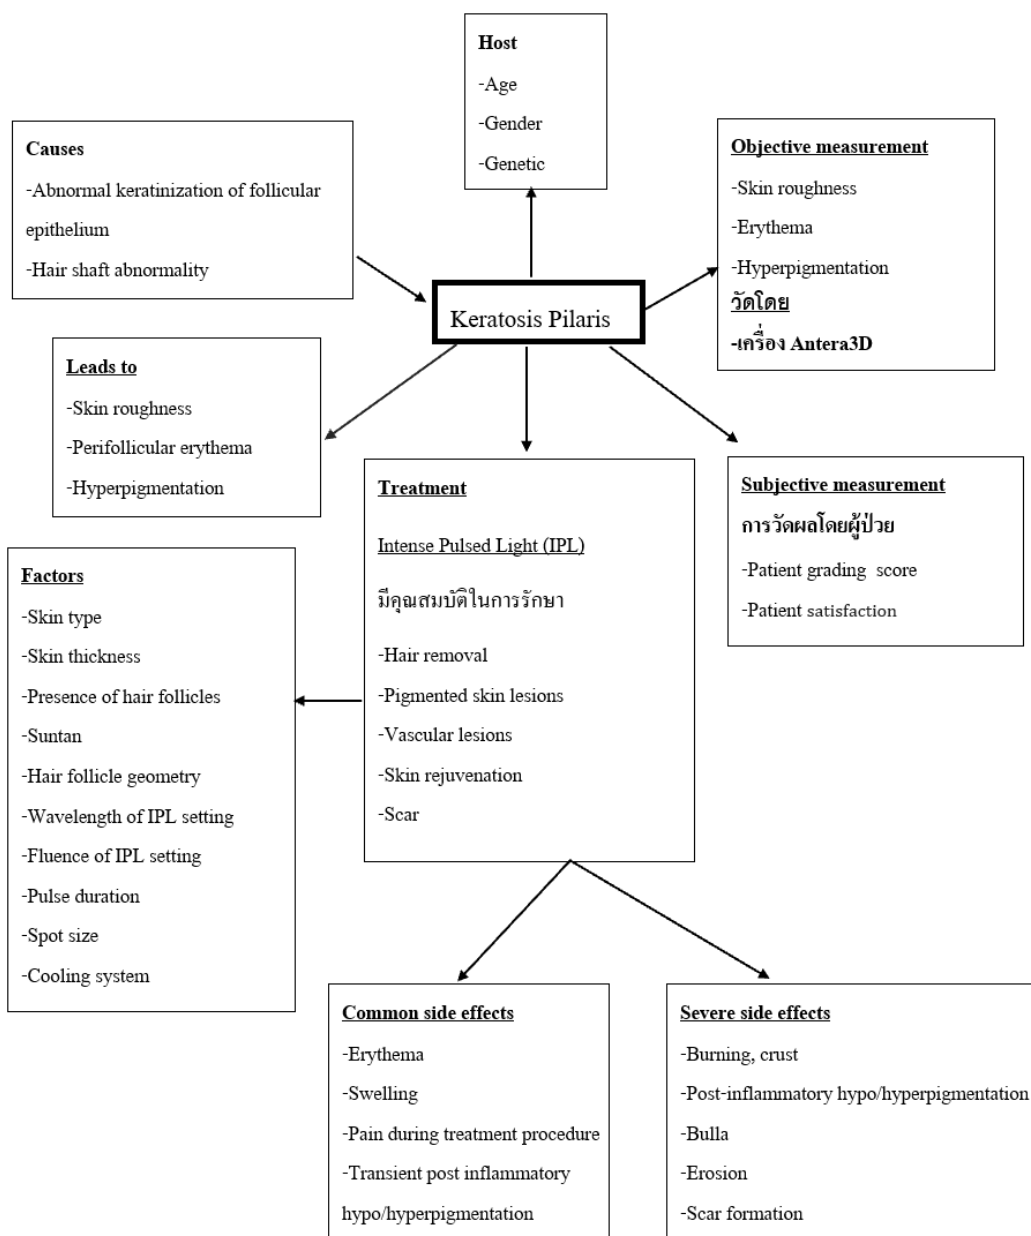 Host
-Age
-Gender
-Genetic
Causes
-Abnormal keratinization of follicular
epithelium
-Hair shaft abnormality
Objective measurement
-Skin roughness
-Erythema
-Hyperpigmentation
วัดโดย
-เครื่อง Antera3D
Keratosis Pilaris
Leads to
-Skin roughness
-Perifollicular erythema
-Hyperpigmentation
Treatment
Intense Pulsed Light (IPL)
มีคุณสมบัติในการรักษา
-Hair removal
-Pigmented skin lesions
-Vascular lesions
-Skin rejuvenation
-Scar
Subjective measurement
การวัดผลโดยผู้ป่วย
-Patient grading score
-Patient satisfaction
Factors
-Skin type
-Skin thickness
-Presence of hair follicles
-Suntan
-Hair follicle geometry
-Wavelength of IPL setting
-Fluence of IPL setting
-Pulse duration
-Spot size
-Cooling system
Common side effects
-Erythema
-Swelling
-Pain during treatment procedure
-Transient post inflammatory
hypo/hyperpigmentation
Severe side effects
-Burning, crust
-Post-inflammatory hypo/hyperpigmentation
-Bulla
-Erosion
-Scar formation